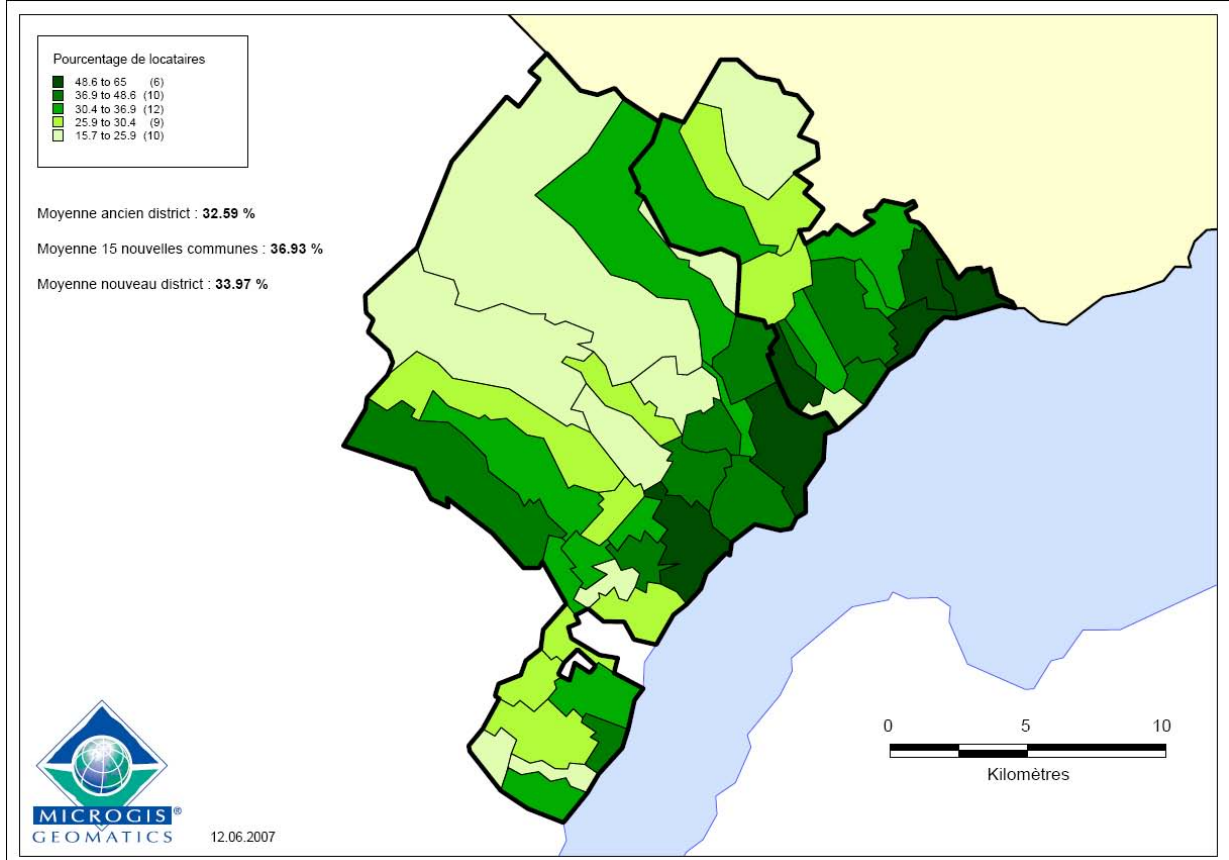 Pourcentage de locataires
48.6 to 65 (6)
36.9 to 48.6 (10)
30.4 to 36.9 (12)
25.9 to 30.4 (9)
15.7 to 25.9 (10)
Moyenne ancien district : 32.59 %
Moyenne 15 nouvelles communes : 36.93 %
Moyenne nouveau district : 33.97 %
0 5 10
Kilomètres
MICROGIS®
GEOMATICS
12.06.2007